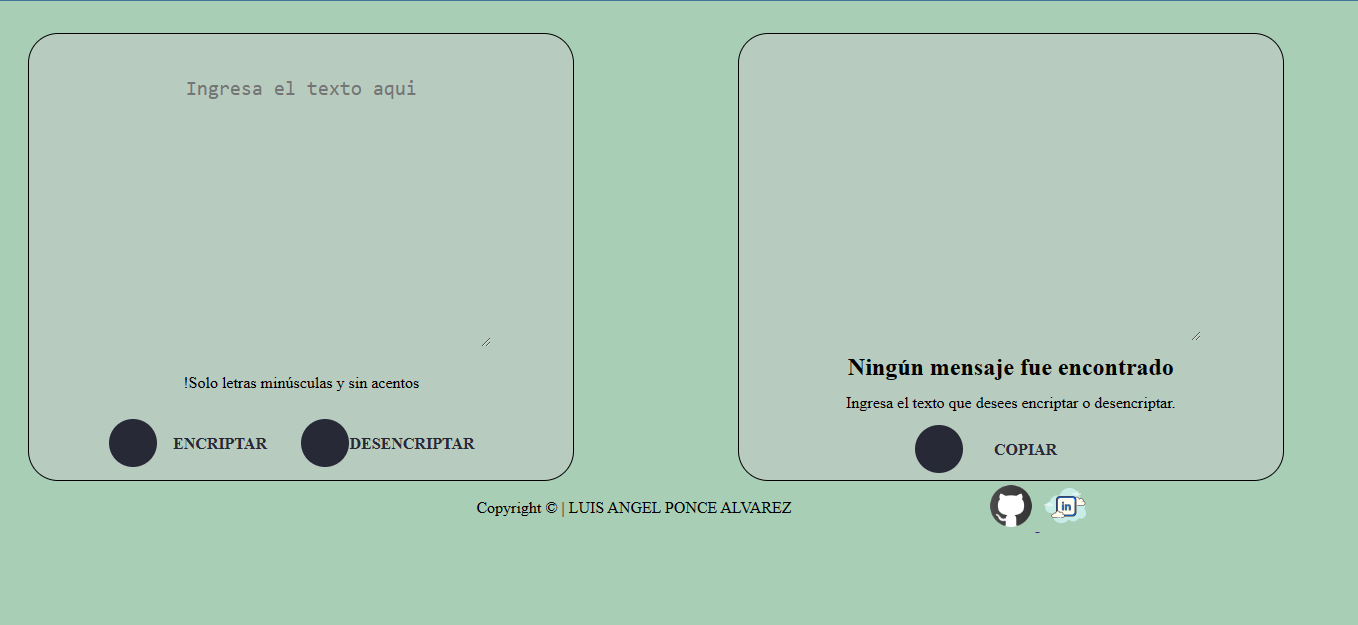 Ingresa el texto aqui
!Solo letras minúsculas y sin acentos
ENCRIPTAR
DESENCRIPTAR
Ningún mensaje fue encontrado
Ingresa el texto que desees encriptar o desencriptar.
COPIAR
Copyright © | LUIS ANGEL PONCE ALVAREZ
in